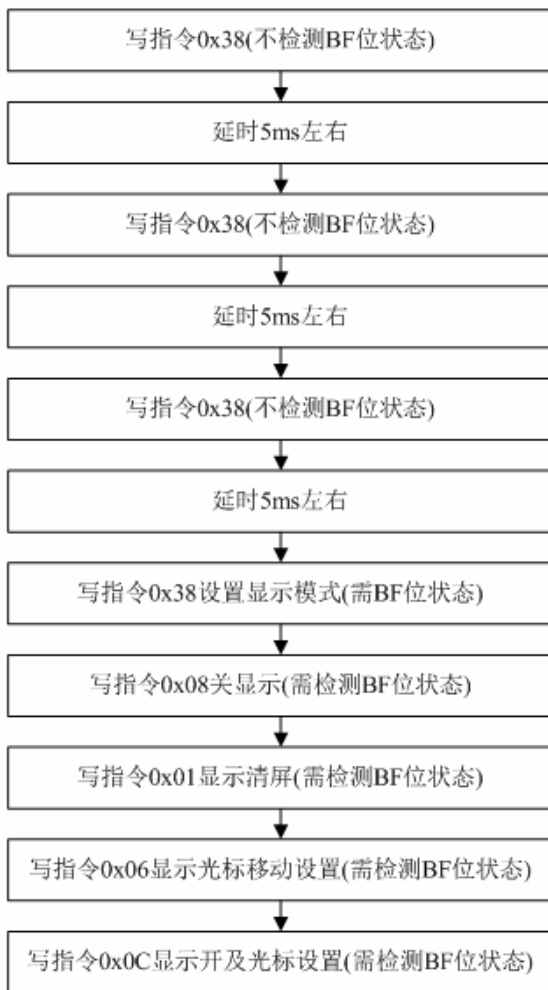 写指令0x38(不检测BF位状态)
延时5ms左右
写指令0x38(不检测BF位状态)
延时5ms左右
写指令0x38(不检测BF位状态)
延时5ms左右
写指令0x38设置显示模式(需BF位状态)
写指令0x08关显示(需检测BF位状态)
写指令0x01显示清屏(需检测BF位状态)
写指令0x06显示光标移动设置(需检测BF位状态)
写指令0x0C显示开及光标设置(需检测BF位状态)